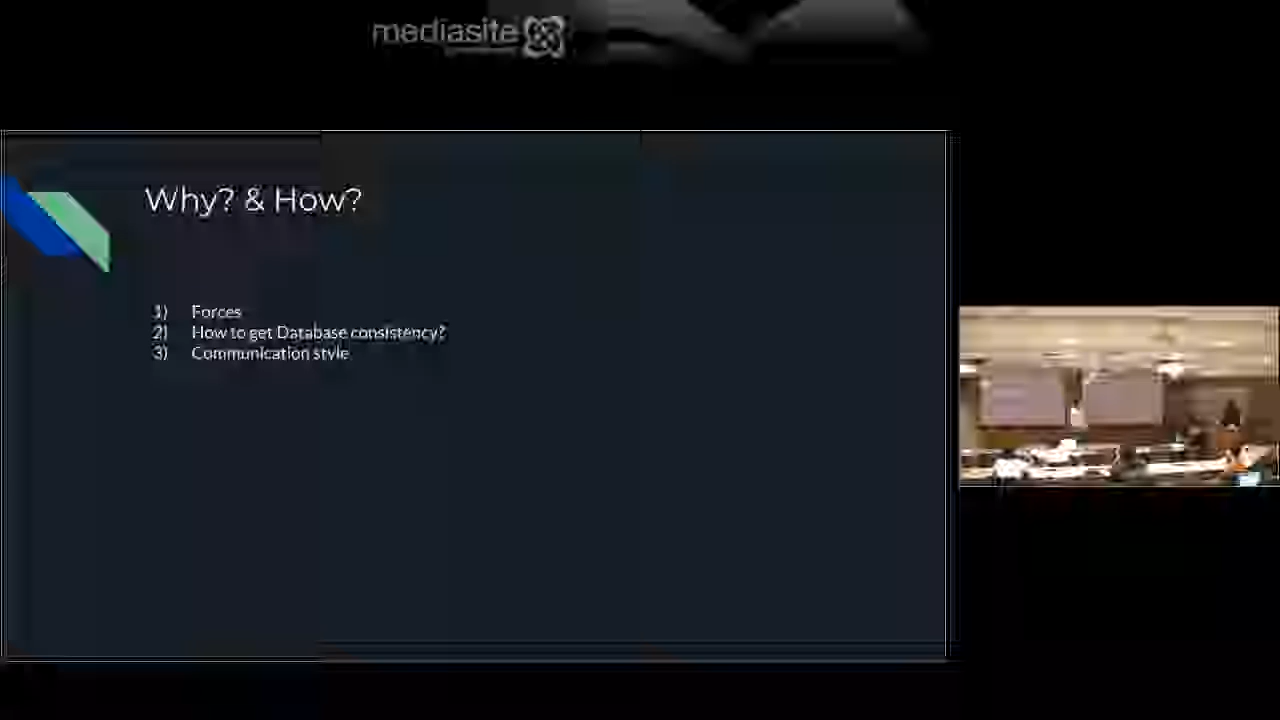 mediasite
Why? & How?
1) Forces
2) How to get Database consistency?
3) Communication style